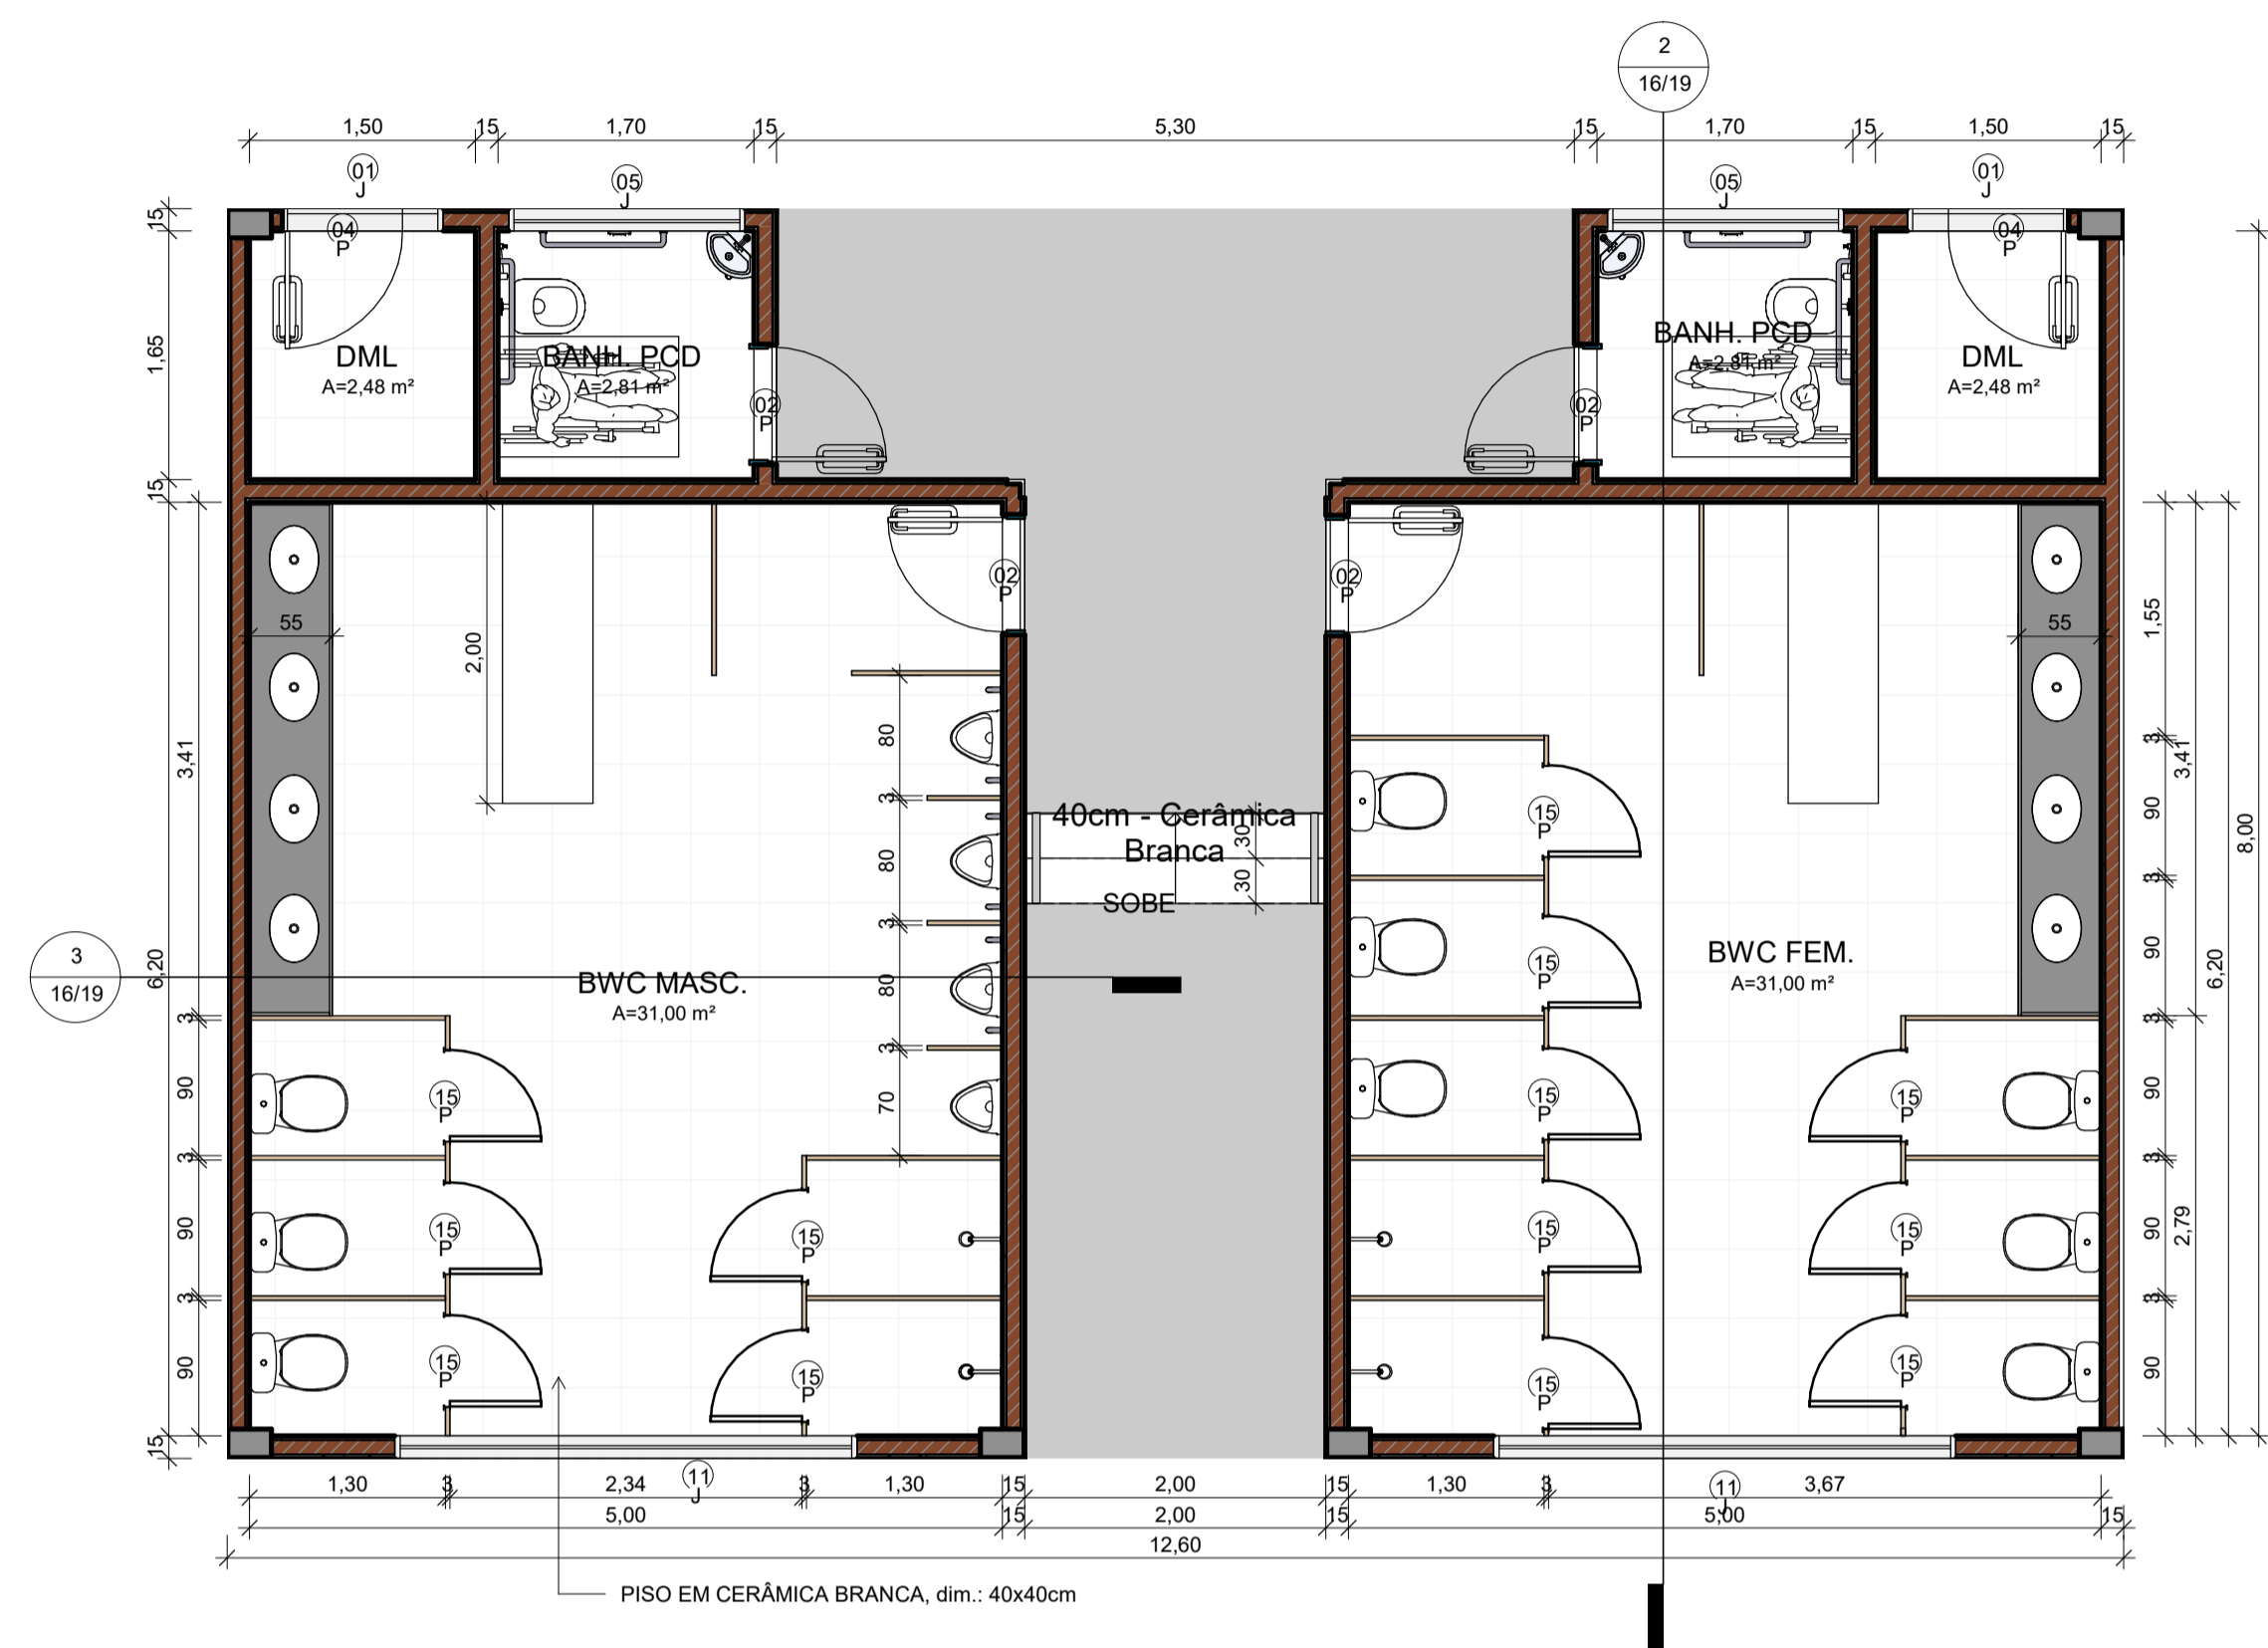 2
16/19
1,50 15 1,70 15 5,30 15 1,70 15 1,50 15
01 J
05 J
05 J
01 J
15
04 P
04 P
1,65
DML
A=2,48 m²
BANH. PCD
A=2,81 m²
BANH. PCD
A=2,81 m²
DML
A=2,48 m²
02 P
02 P
15
02 P
02 P
55
2,00
55
1,55
3,41
80
3
80
3
80
3
70
40cm - Cerâmica
Branca
30
30
SOBE
15 P
15 P
3
3,41
90
3
90
8,00
3
16/19
6,20
BWC MASC.
A=31,00 m²
BWC FEM.
A=31,00 m²
6,20
3
90
3
90
3
90
15 P
15 P
15 P
15 P
15 P
15 P
15 P
15 P
15 P
15 P
15 P
3
90
3
90
3
90
2,79
15
1,30 3 2,34 3 1,30 15 2,00 15 1,30 3 3,67
11 J
11 J
5,00 15 2,00 15 5,00 15
12,60
PISO EM CERÂMICA BRANCA, dim.: 40x40cm